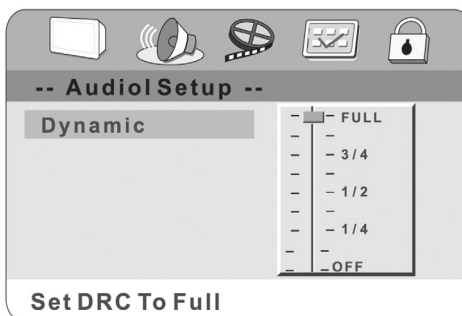 -- Audiol Setup --
Dynamic
FULL
3/4
1/2
1/4
OFF
Set DRC To Full